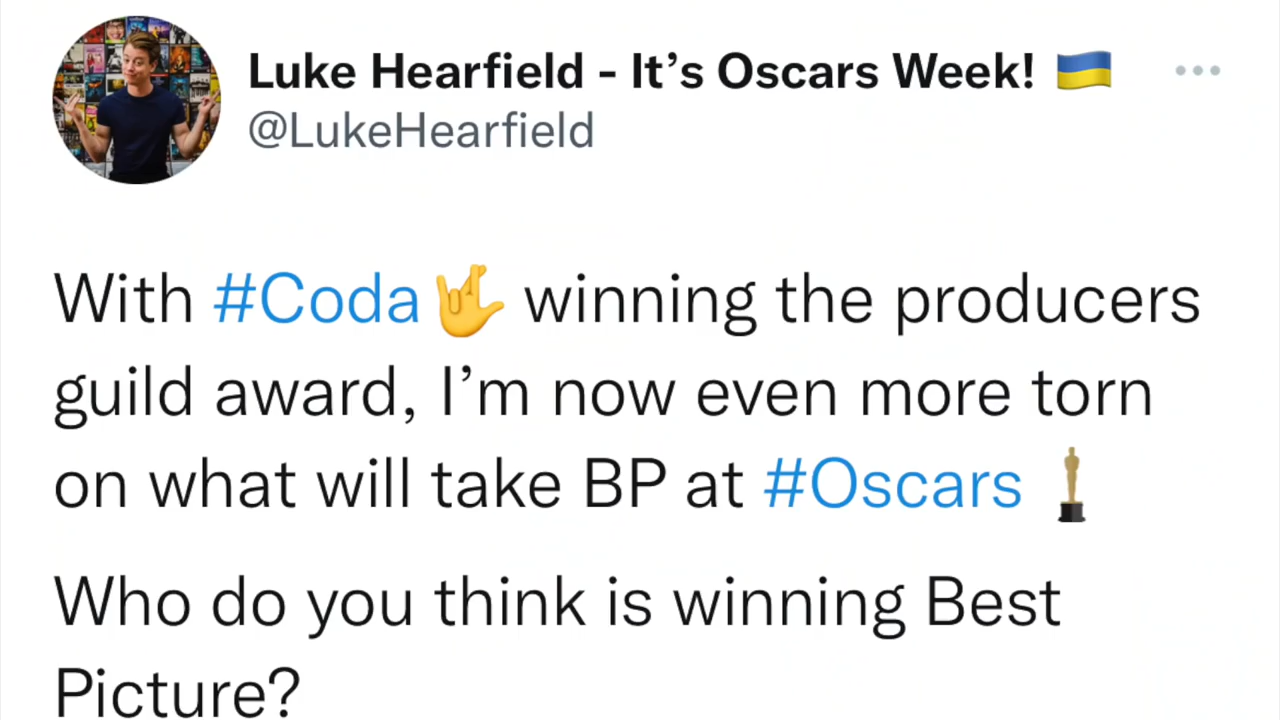 Luke Hearfield - It’s Oscars Week! 🇺🇦
@LukeHearfield
With #Coda🤟 winning the producers
guild award, I’m now even more torn
on what will take BP at #Oscars
Who do you think is winning Best
Picture?